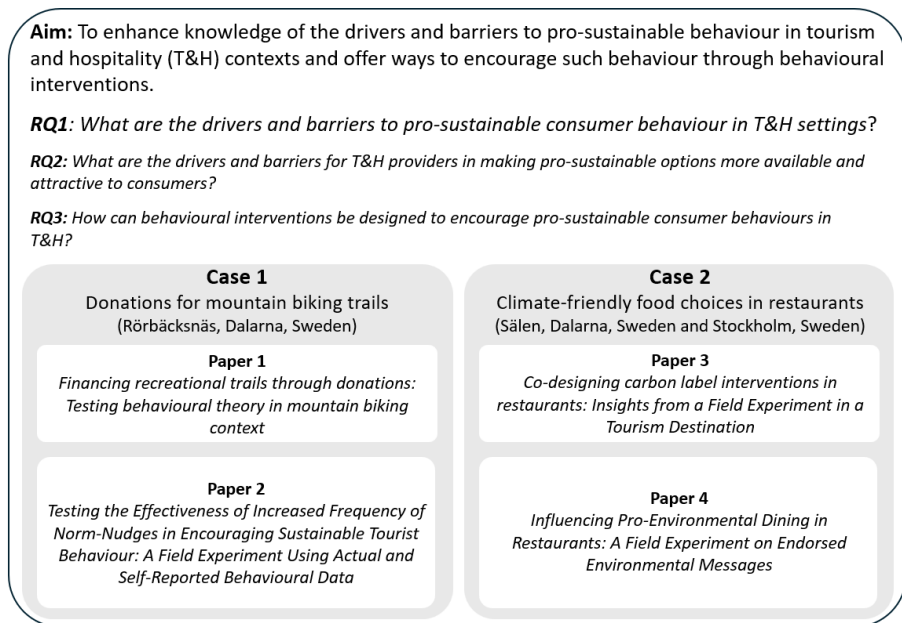 Aim: To enhance knowledge of the drivers and barriers to pro-sustainable behaviour in tourism
and hospitality (T&H) contexts and offer ways to encourage such behaviour through behavioural
interventions.
RQ1: What are the drivers and barriers to pro-sustainable consumer behaviour in T&H settings?
RQ2: What are the drivers and barriers for T&H providers in making pro-sustainable options more available and
attractive to consumers?
RQ3: How can behavioural interventions be designed to encourage pro-sustainable consumer behaviours in
T&H?
Case 1
Donations for mountain biking trails
(Rörbäcksnäs, Dalarna, Sweden)
Paper 1
Financing recreational trails through donations:
Testing behavioural theory in mountain biking
context
Paper 2
Testing the Effectiveness of Increased Frequency of
Norm-Nudges in Encouraging Sustainable Tourist
Behaviour: A Field Experiment Using Actual and
Self-Reported Behavioural Data
Case 2
Climate-friendly food choices in restaurants
(Sälen, Dalarna, Sweden and Stockholm, Sweden)
Paper 3
Co-designing carbon label interventions in
restaurants: Insights from a Field Experiment in a
Tourism Destination
Paper 4
Influencing Pro-Environmental Dining in
Restaurants: A Field Experiment on Endorsed
Environmental Messages